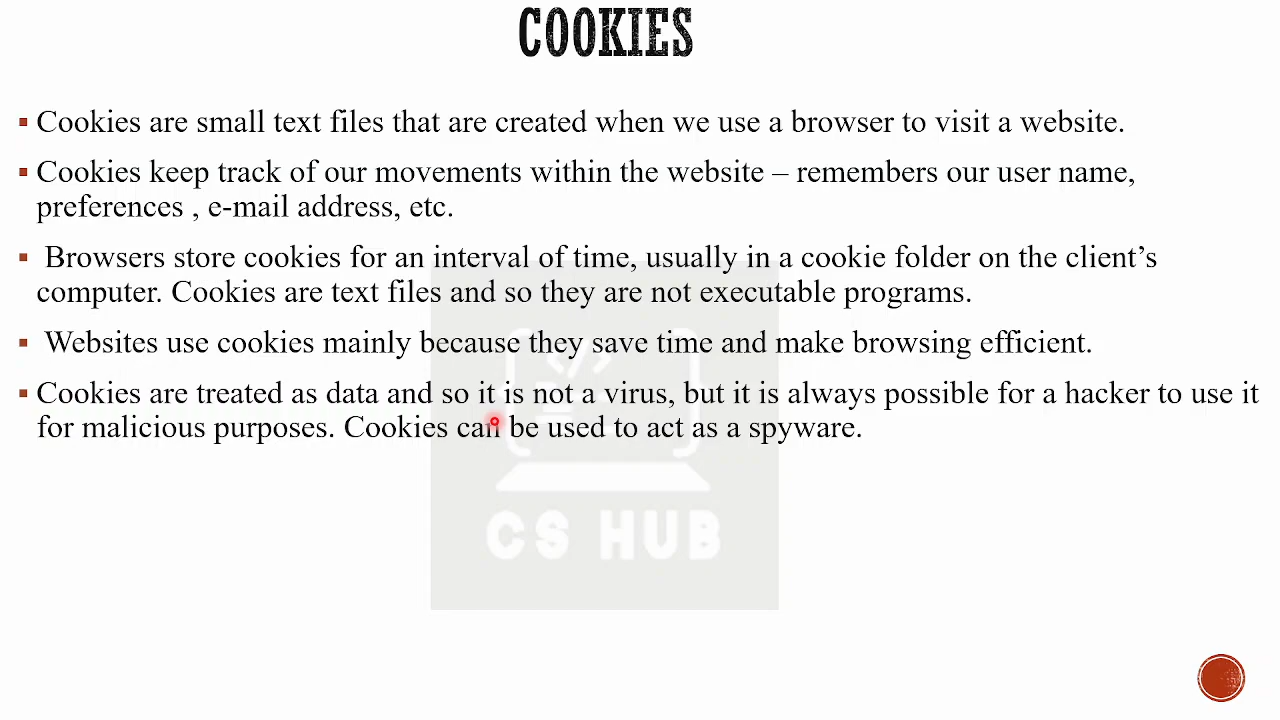 COOKIES
Cookies are small text files that are created when we use a browser to visit a website.
Cookies keep track of our movements within the website – remembers our user name,
preferences , e-mail address, etc.
Browsers store cookies for an interval of time, usually in a cookie folder on the client’s
computer. Cookies are text files and so they are not executable programs.
Websites use cookies mainly because they save time and make browsing efficient.
Cookies are treated as data and so it is not a virus, but it is always possible for a hacker to use it
for malicious purposes. Cookies can be used to act as a spyware.
CS HUB